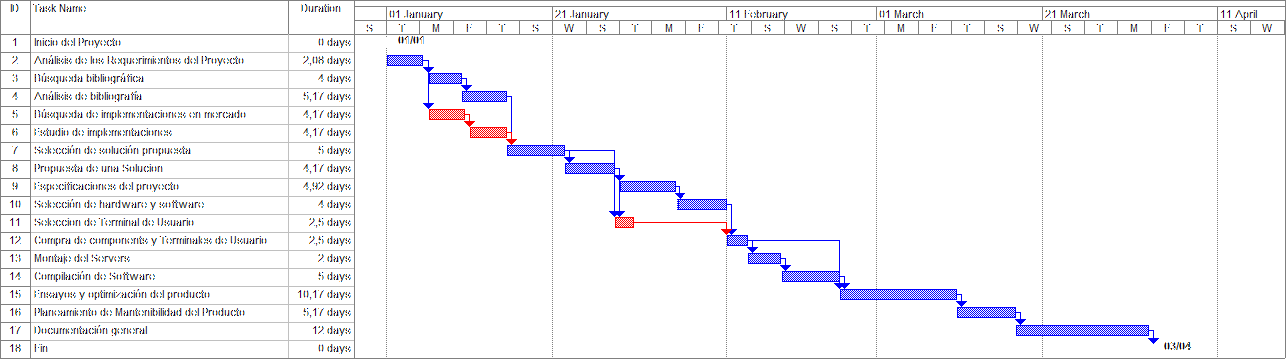 ID Task Name Duration 01 January 21 January 11 February 01 March 21 March 11 April
S T M F T S W S T M F T S W S T M F T S W
1 Inicio del Proyecto 0 days 01/01
2 Análisis de los Requerimientos del Proyecto 2,08 days
3 Búsqueda bibliográfica 4 days
4 Análisis de bibliografía 5,17 days
5 Búsqueda de implementaciones en mercado 4,17 days
6 Estudio de implementaciones 4,17 days
7 Selección de solución propuesta 5 days
8 Propuesta de una Solucion 4,17 days
9 Especificaciones del proyecto 4,92 days
10 Selección de hardware y software 4 days
11 Seleccion de Terminal de Usuario 2,5 days
12 Compra de components y Terminales de Usuario 2,5 days
13 Montaje del Servers 2 days
14 Compilación de Software 5 days
15 Ensayos y optimización del producto 10,17 days
16 Planeamiento de Mantenibilidad del Producto 5,17 days
17 Documentación general 12 days
18 Fin 0 days 03/04